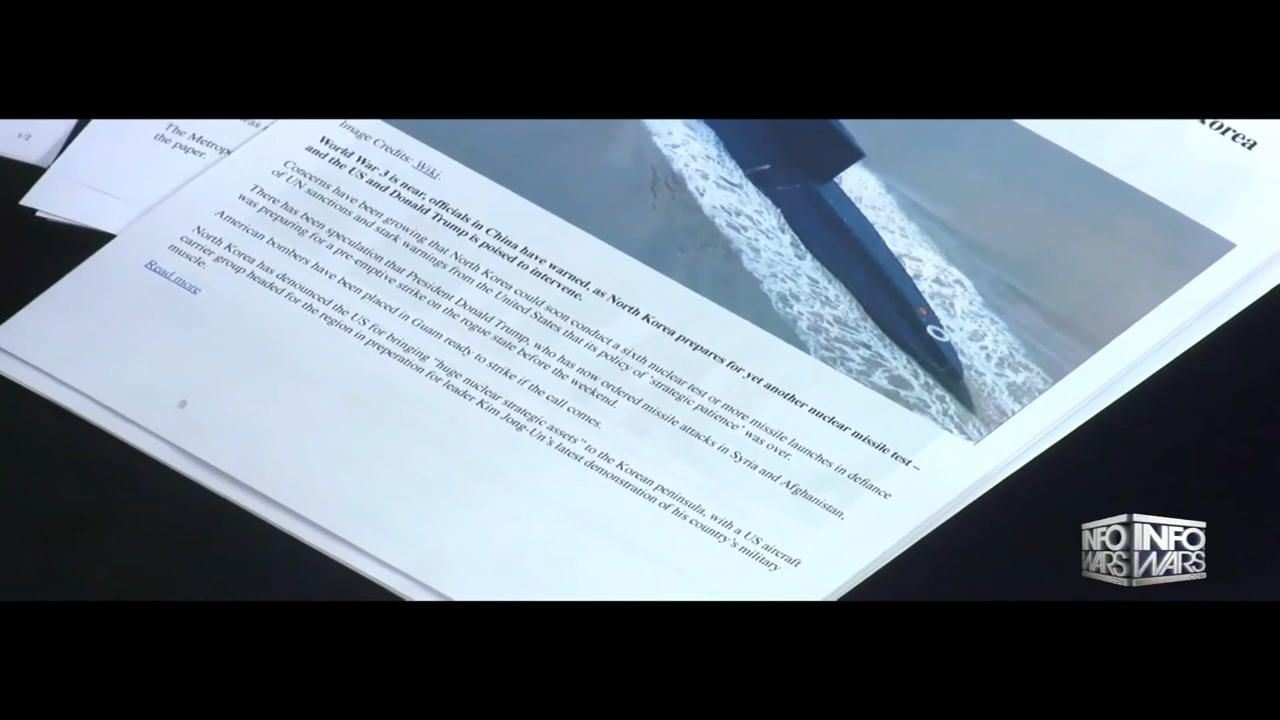 Korea
1/2
The Metrop
the paper.
Image Credits: Wiki.
World War 3 is near, officials in China have warned, as North Korea prepares for yet another nuclear missile test –
and the US and Donald Trump is poised to intervene.
Concerns have been growing that North Korea could soon conduct a sixth nuclear test or more missile launches in defiance
of UN sanctions and stark warnings from the United States that its policy of ‘strategic patience’ was over.
There has been speculation that President Donald Trump, who has now ordered missile attacks in Syria and Afghanistan,
was preparing for a pre-emptive strike on the rogue state before the weekend.
American bombers have been placed in Guam ready to strike if the call comes.
North Korea has denounced the US for bringing “huge nuclear strategic assets” to the Korean peninsula, with a US aircraft
carrier group headed for the region in preperation for leader Kim Jong-Un’s latest demonstration of his country’s military
muscle.
Read more
INFO INFO
WARS WARS